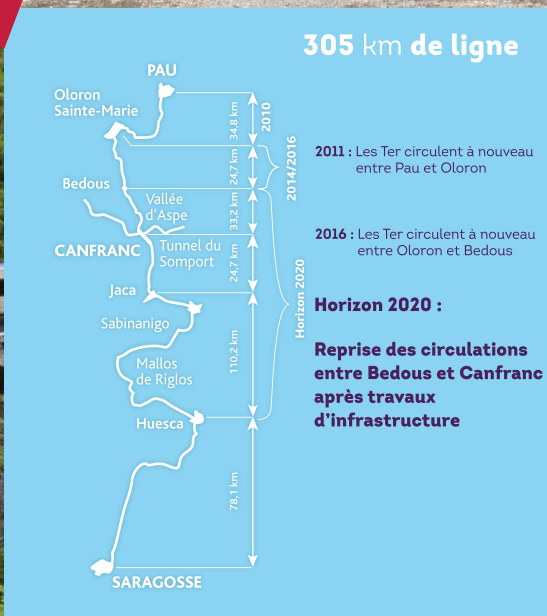 305 km de ligne
PAU
Oloron
Sainte-Marie
34,8 km
2010
24,7 km
2014/2016
2011 : Les Ter circulent à nouveau
entre Pau et Oloron
Bedous
Vallée
d'Aspe
33,2 km
2016 : Les Ter circulent à nouveau
entre Oloron et Bedous
CANFRANC
Tunnel du
Somport
24,7 km
Horizon 2020
Jaca
Sabinanigo
110,2 km
Horizon 2020 :
Reprise des circulations
entre Bedous et Canfranc
après travaux
d'infrastructure
Mallos
de Riglos
Huesca
78,1 km
SARAGOSSE